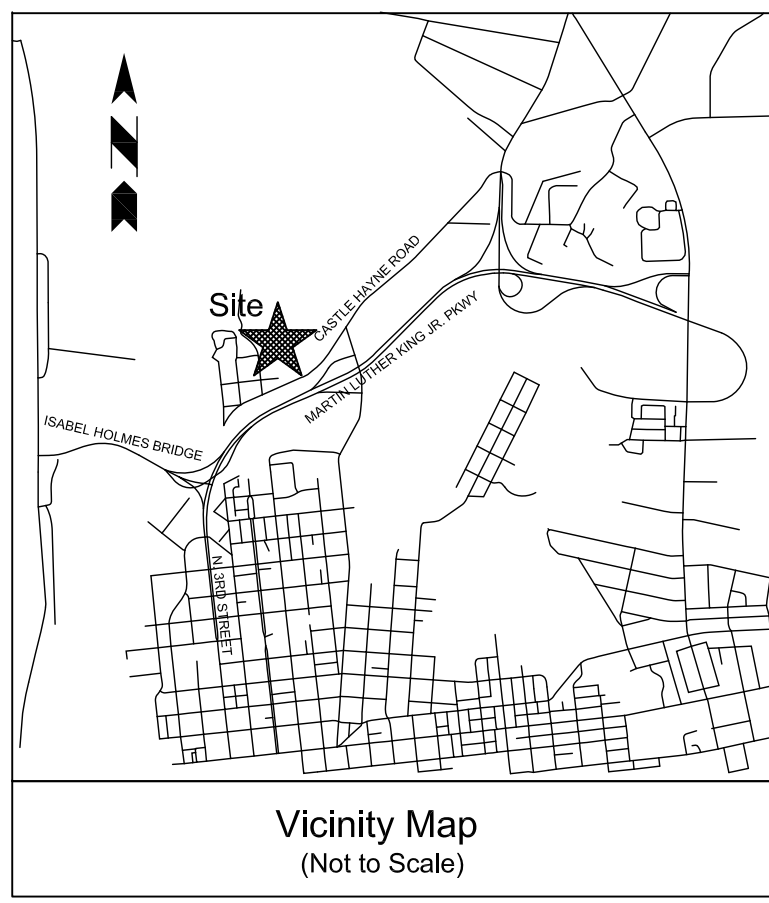 N
Site
CASTLE HAYNE ROAD
MARTIN LUTHER KING JR. PKWY
ISABEL HOLMES BRIDGE
N. 3RD STREET
Vicinity Map
(Not to Scale)